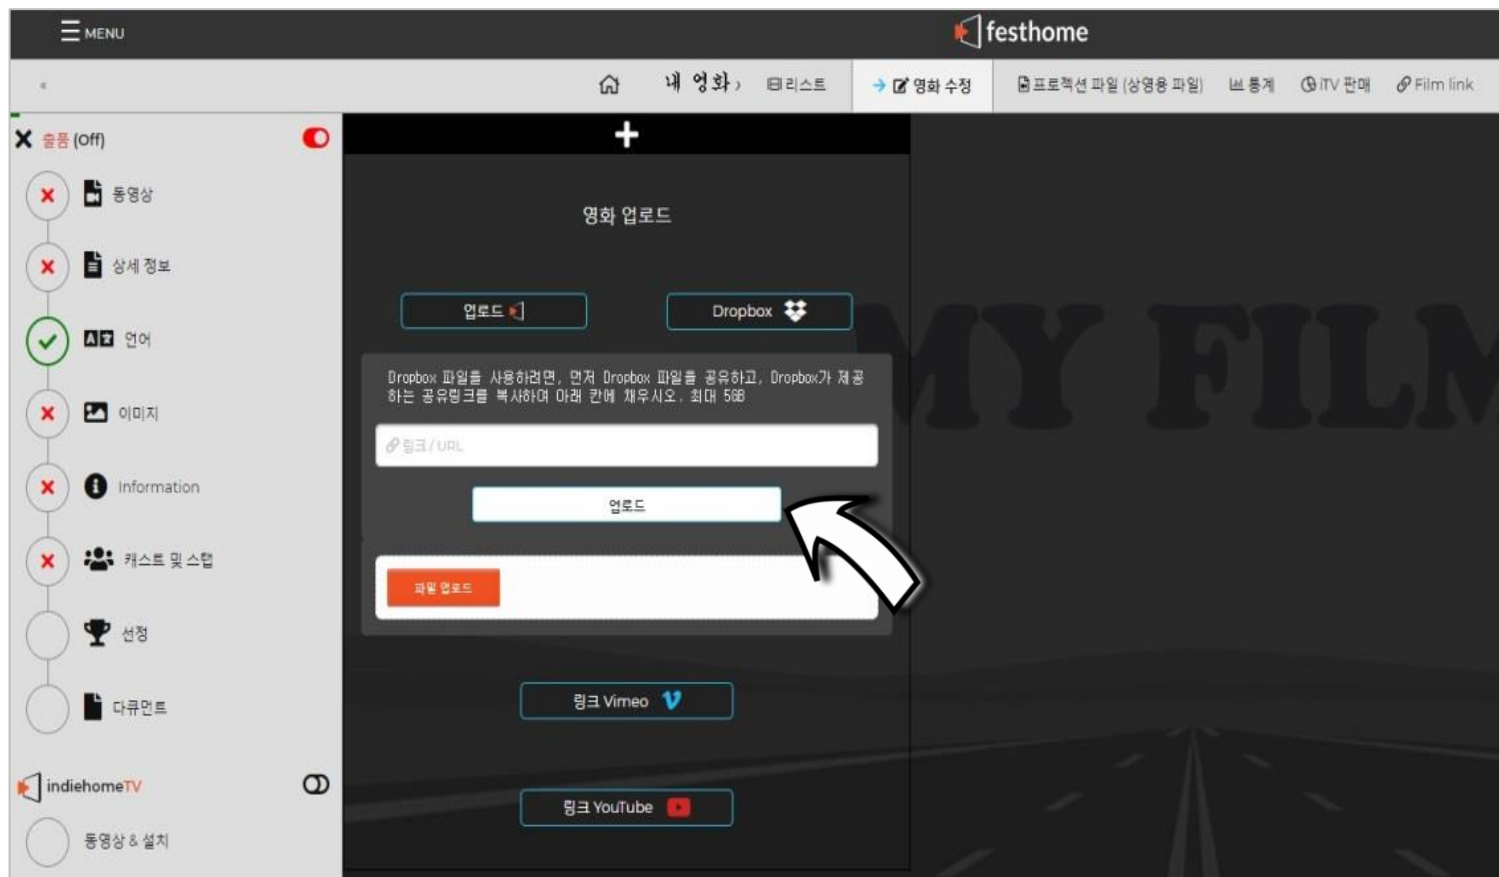 MENU
festhome
«
내 영화 >
리스트
영화 수정
프로젝션 파일 (상영용 파일)
통계
iTV 판매
Film link
출품 (Off)
동영상
상세 정보
언어
이미지
Information
캐스트 및 스탭
선정
다큐먼트
indiehomeTV
동영상 & 설치
영화 업로드
업로드
Dropbox
Dropbox 파일을 사용하려면, 먼저 Dropbox 파일을 공유하고, Dropbox가 제공
하는 공유링크를 복사하여 아래 칸에 채우시오. 최대 5GB
링크 / URL
업로드
파일 업로드
링크 Vimeo
링크 YouTube
MY FILM